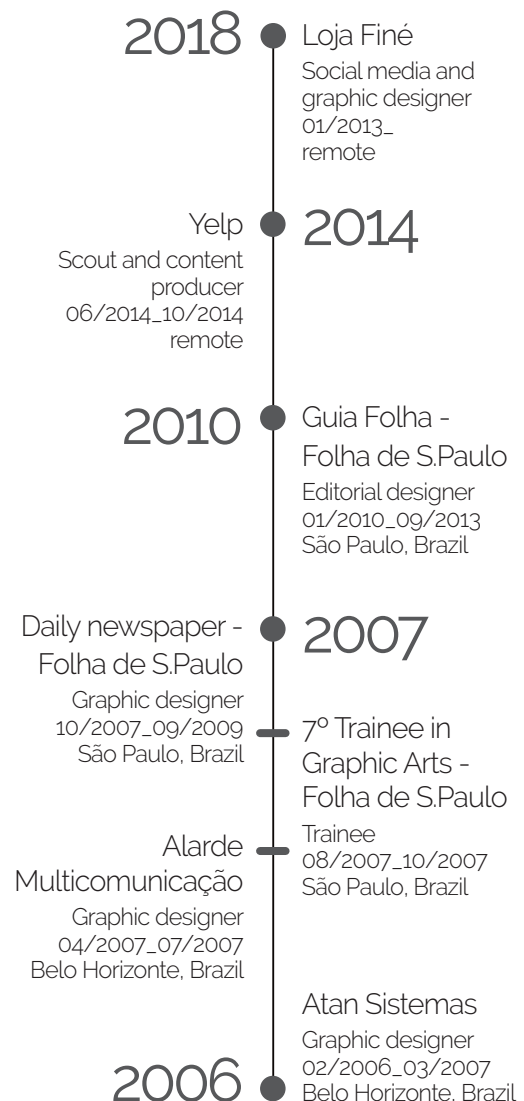 2018
Loja Finé
Social media and
graphic designer
01/2013_
remote
2014
Yelp
Scout and content
producer
06/2014_10/2014
remote
2010
Guia Folha -
Folha de S.Paulo
Editorial designer
01/2010_09/2013
São Paulo, Brazil
2007
Daily newspaper -
Folha de S.Paulo
Graphic designer
10/2007_09/2009
São Paulo, Brazil
7º Trainee in
Graphic Arts -
Folha de S.Paulo
Trainee
08/2007_10/2007
São Paulo, Brazil
Alarde
Multicomunicação
Graphic designer
04/2007_07/2007
Belo Horizonte, Brazil
2006
Atan Sistemas
Graphic designer
02/2006_03/2007
Belo Horizonte, Brazil